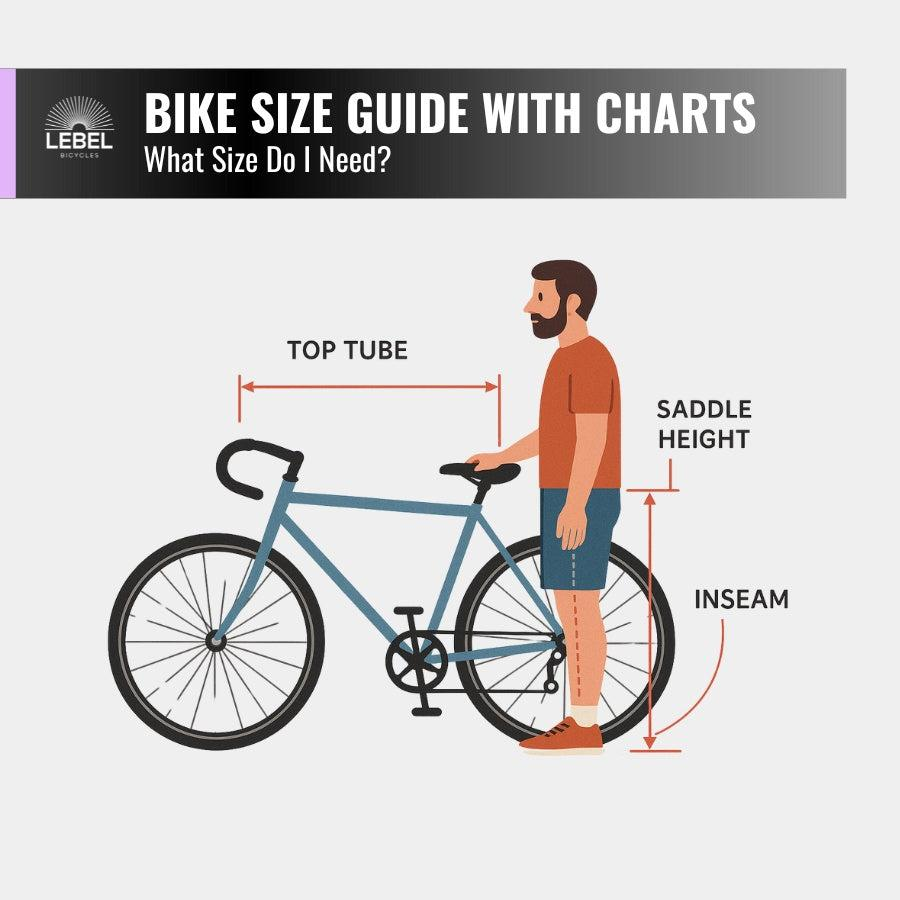 BIKE SIZE GUIDE WITH CHARTS
What Size Do I Need?
LEBEL
BICYCLES
TOP TUBE
SADDLE
HEIGHT
INSEAM